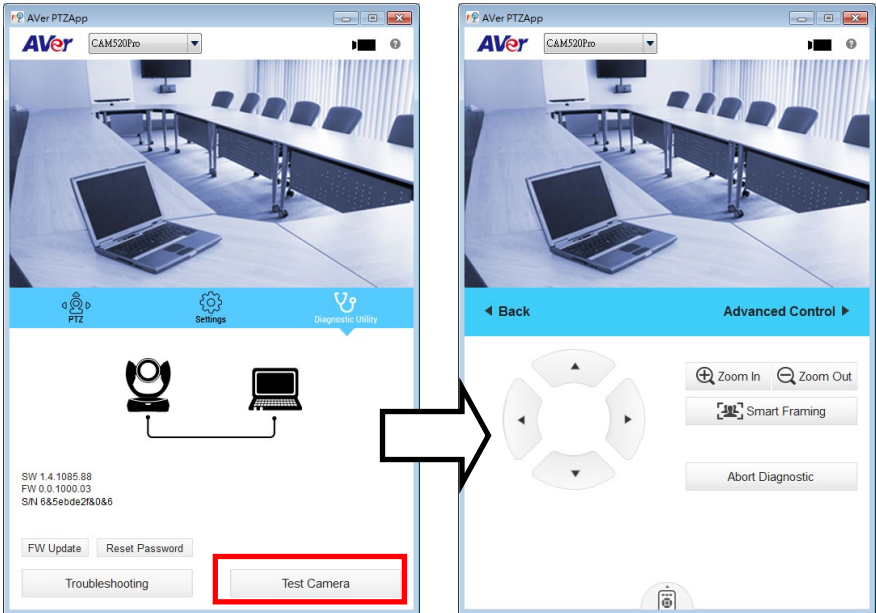 AVer PTZApp
AVer
CAM520Pro
PTZ
Settings
Diagnostic Utility
SW 1.4.1085.88
FW 0.0.1000.03
S/N 6&5ebde2f&0&6
FW Update
Reset Password
Troubleshooting
Test Camera
AVer PTZApp
AVer
CAM520Pro
Back
Advanced Control
Zoom In
Zoom Out
Smart Framing
Abort Diagnostic